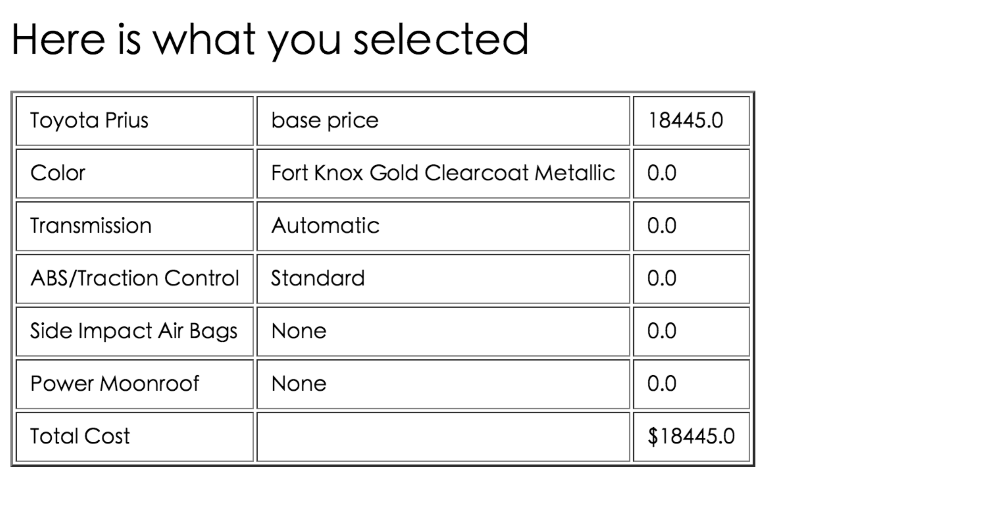 Here is what you selected
Toyota Prius base price 18445.0
Color Fort Knox Gold Clearcoat Metallic 0.0
Transmission Automatic 0.0
ABS/Traction Control Standard 0.0
Side Impact Air Bags None 0.0
Power Moonroof None 0.0
Total Cost $18445.0